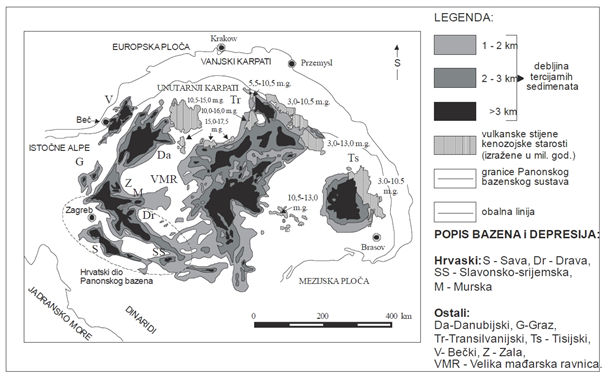 Krakow
EUROPSKA PLOČA
VANJSKI KARPATI
Przemysl
S
UNUTARNJI KARPATI
5,5-10,5 m.g.
V
Tr
10,5-15,0 m.g.
3,0-10,5 m.g.
10,0-16,0 m.g.
Beč
15,0-17,5
m.g.
ISTOČNE ALPE
Da
3,0-13,0 m.g.
Ts
G
Z
VMR
M
3.0-10.5
m.g.
10,5-13,0
m.g.
Zagreb
Dr
S
SS
Brasov
Hrvatski dio
Panonskog bazena
MEZIJSKA PLOČA
JADRANSKO MORE
DINARIDI
0 200 400 km
LEGENDA:
1 - 2 km
2 - 3 km
>3 km
debljina
tercijarnih
sedimenata
vulkanske stijene
kenozojske starosti
(izražene u mil. god.)
granice Panonskog
bazenskog sustava
obalna linija
POPIS BAZENA i DEPRESIJA:
Hrvaski: S - Sava, Dr - Drava,
SS - Slavonsko-srijemska,
M - Murska
Ostali:
Da-Danubijski, G-Graz,
Tr-Transilvanijski, Ts - Tisijski,
V- Bečki, Z - Zala,
VMR - Velika mađarska ravnica,